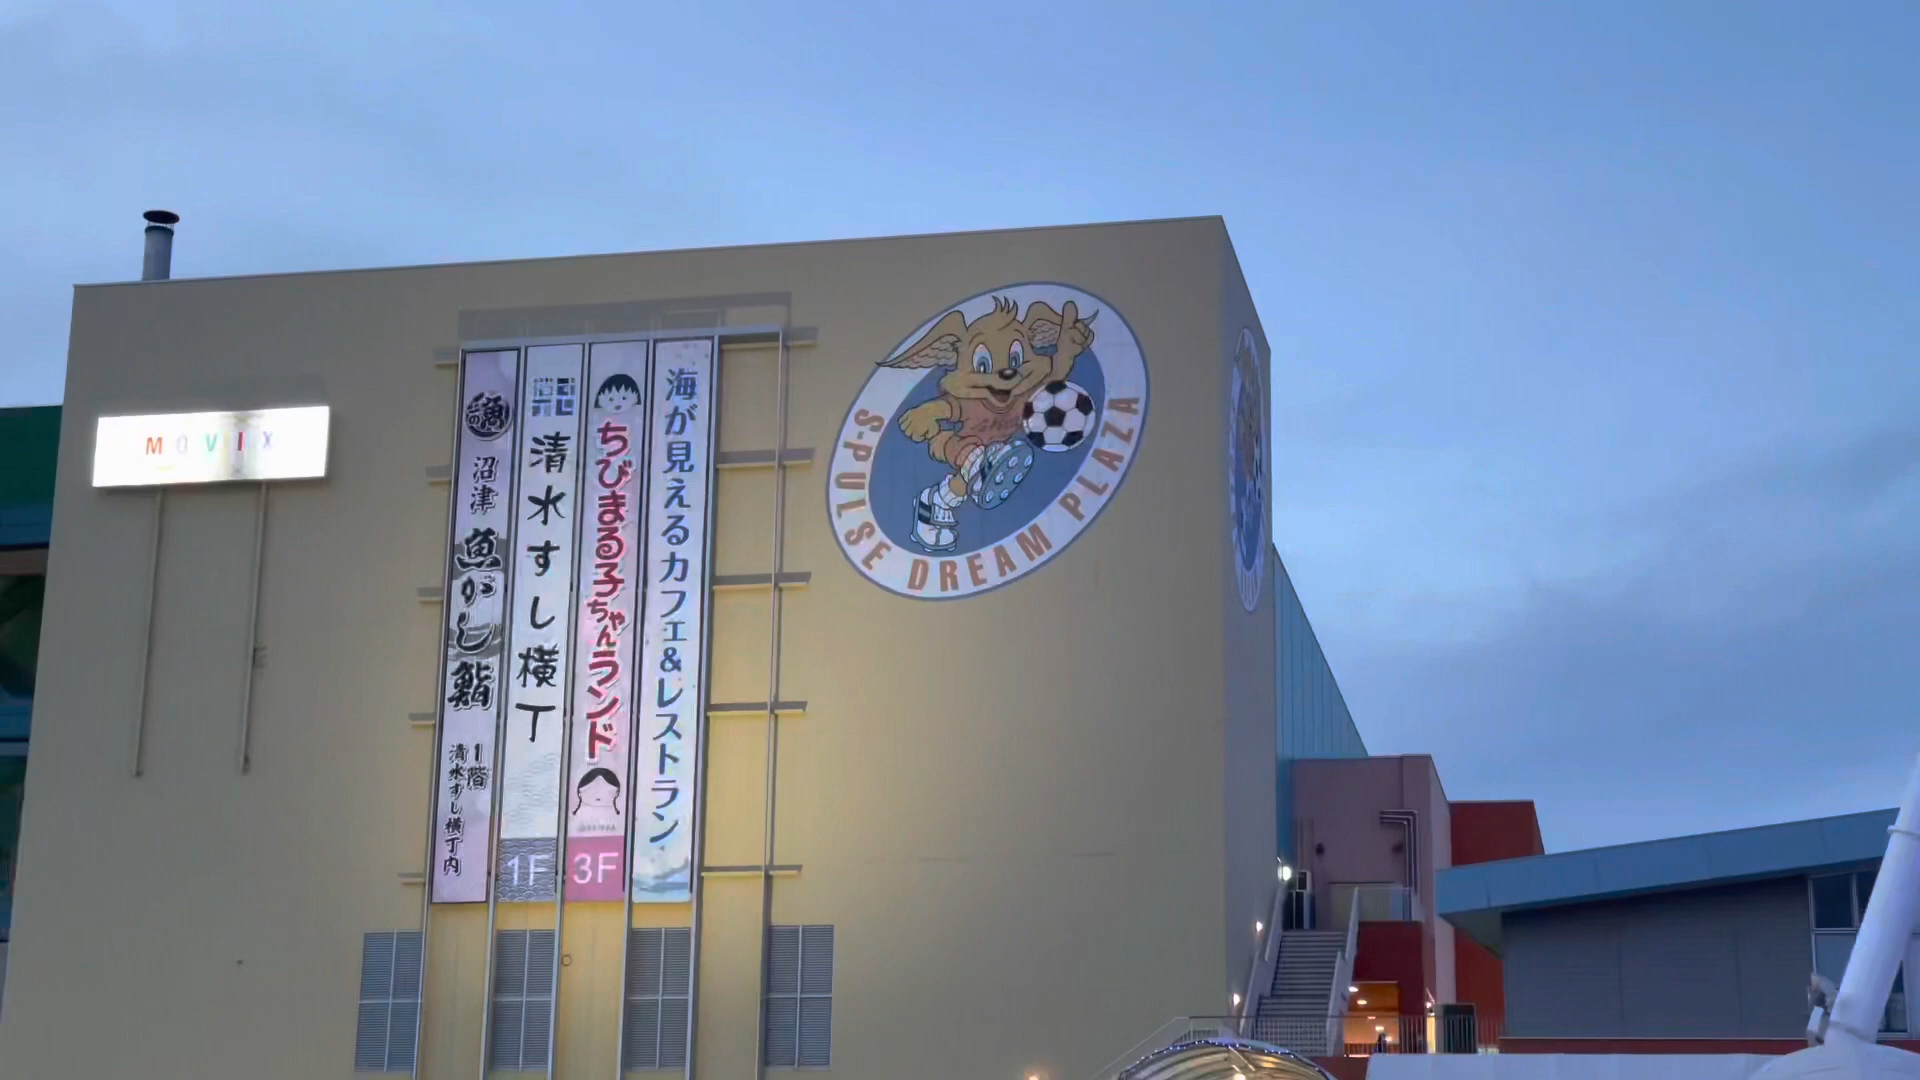 MOVIX
沼津
魚がし鮨
1階
清水すし横丁内
清水すし横丁
1F
ちびまる子ちゃんランド
3F
海が見えるカフェ&レストラン
S-PULSE DREAM PLAZA